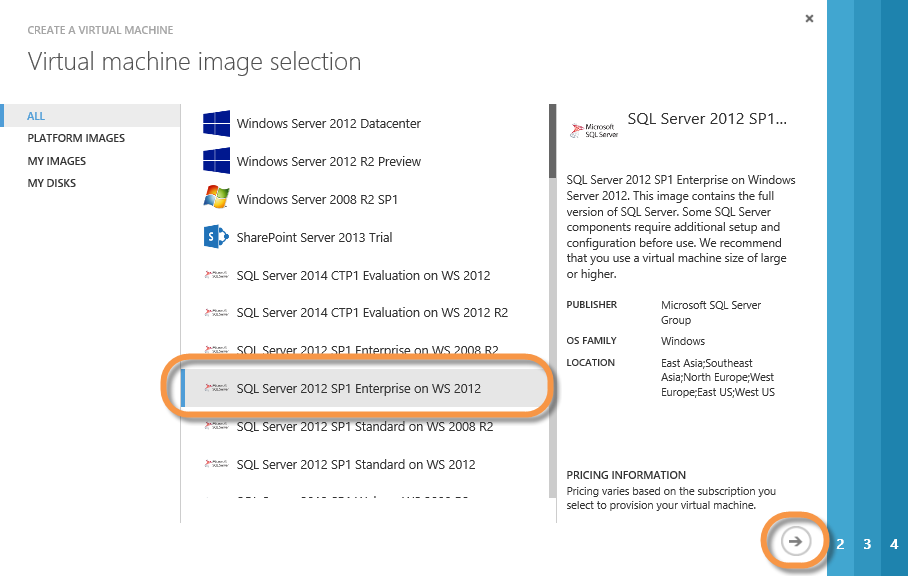 CREATE A VIRTUAL MACHINE
Virtual machine image selection
ALL
PLATFORM IMAGES
MY IMAGES
MY DISKS
Windows Server 2012 Datacenter
Windows Server 2012 R2 Preview
Windows Server 2008 R2 SP1
SharePoint Server 2013 Trial
SQL Server 2014 CTP1 Evaluation on WS 2012
SQL Server 2014 CTP1 Evaluation on WS 2012 R2
SQL Server 2012 SP1 Enterprise on WS 2008 R2
SQL Server 2012 SP1 Enterprise on WS 2012
SQL Server 2012 SP1 Standard on WS 2008 R2
SQL Server 2012 SP1 Standard on WS 2012
Microsoft
SQL Server
SQL Server 2012 SP1...
SQL Server 2012 SP1 Enterprise on Windows
Server 2012. This image contains the full
version of SQL Server. Some SQL Server
components require additional setup and
configuration before use. We recommend
that you use a virtual machine size of large
or higher.
PUBLISHER
Microsoft SQL Server
Group
OS FAMILY
Windows
LOCATION
East Asia;Southeast
Asia;North Europe;West
Europe;East US;West US
PRICING INFORMATION
Pricing varies based on the subscription you
select to provision your virtual machine.
2 3 4